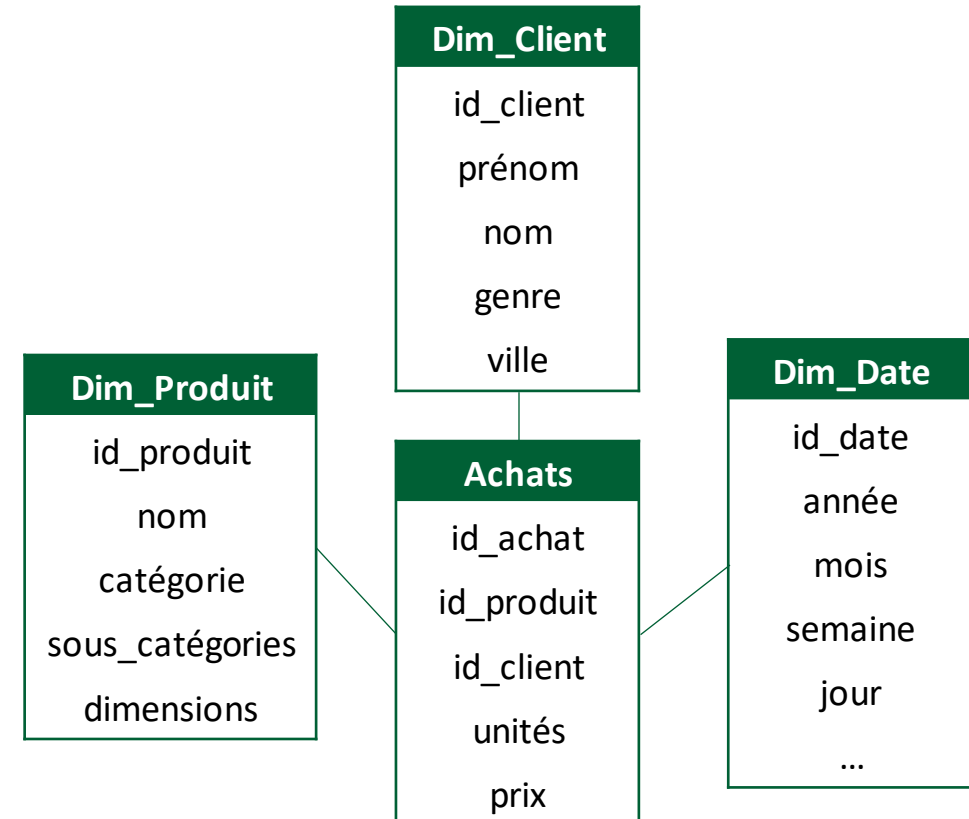 Dim_Client
id_client
prénom
nom
genre
ville
Dim_Produit
id_produit
nom
catégorie
sous_catégories
dimensions
Achats
id_achat
id_produit
id_client
unités
prix
Dim_Date
id_date
année
mois
semaine
jour
...